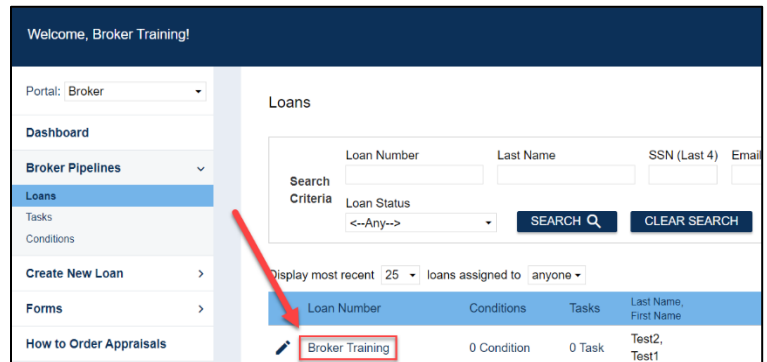 Welcome, Broker Training!
Portal: Broker
Dashboard
Broker Pipelines
Loans
Tasks
Conditions
Create New Loan
Forms
How to Order Appraisals
Loans
Loan Number Last Name SSN (Last 4) Email
Search
Criteria
Loan Status
<--Any-->
SEARCH CLEAR SEARCH
Display most recent 25 loans assigned to anyone
Loan Number Conditions Tasks Last Name,
First Name
Broker Training 0 Condition 0 Task Test2,
Test1